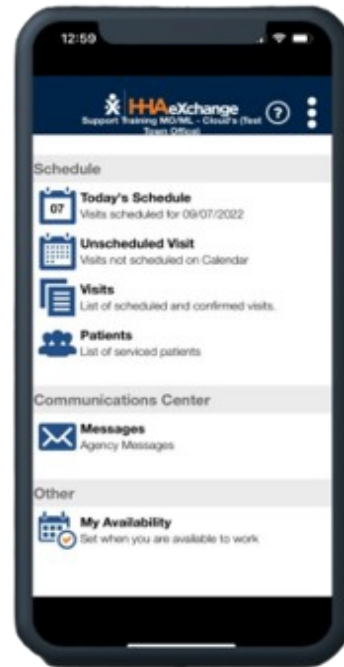 12:59
HHAeXchange
Support Training MO/ML - Cloud's (Test
Town Office)
?
Schedule
07
Today's Schedule
Visits scheduled for 09/07/2022
Unscheduled Visit
Visits not scheduled on Calendar
Visits
List of scheduled and confirmed visits.
Patients
List of serviced patients
Communications Center
Messages
Agency Messages
Other
My Availability
Set when you are available to work